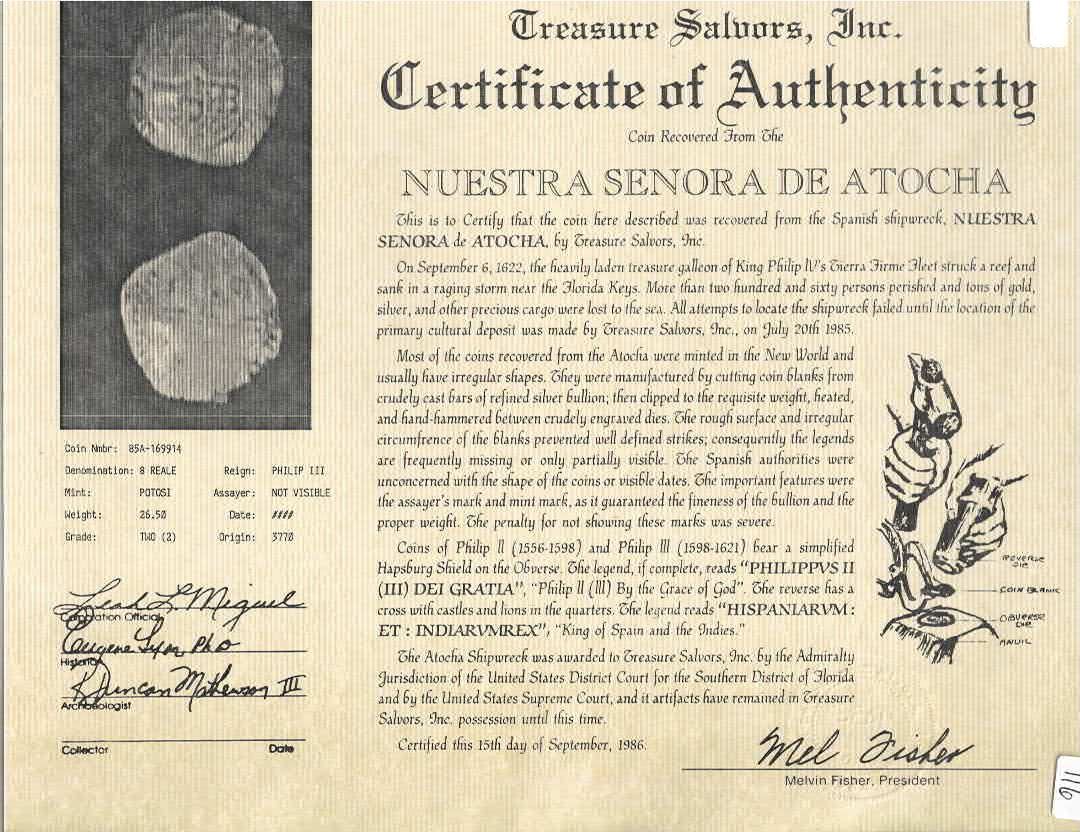 Treasure Salvors, Inc.
Certificate of Authenticity
Coin Recovered From The
NUESTRA SENORA DE ATOCHA
This is to Certify that the coin here described was recovered from the Spanish shipwreck, NUESTRA
SENORA de ATOCHA, by Treasure Salvors, Inc.
On September 6, 1622, the heavily laden treasure galleon of King Philip IV's Tierra Firme Fleet struck a reef and
sank in a raging storm near the Florida Keys. More than two hundred and sixty persons perished and tons of gold,
silver, and other precious cargo were lost to the sea. All attempts to locate the shipwreck failed until the location of the
primary cultural deposit was made by Treasure Salvors, Inc., on July 20th 1985.
Most of the coins recovered from the Atocha were minted in the New World and
usually have irregular shapes. They were manufactured by cutting coin blanks from
crudely cast bars of refined silver bullion; then clipped to the requisite weight, heated,
and hand-hammered between crudely engraved dies. The rough surface and irregular
circumfrence of the blanks prevented well defined strikes; consequently the legends
are frequently missing or only partially visible. The Spanish authorities were
unconcerned with the shape of the coins or visible dates. The important features were
the assayer's mark and mint mark, as it guaranteed the fineness of the bullion and the
proper weight. The penalty for not showing these marks was severe.
Coins of Philip ll (1556-1598) and Philip lll (1598-1621) bear a simplified
Hapsburg Shield on the Obverse. The legend, if complete, reads "PHILIPPVS II
(III) DEI GRATIA", "Philip ll (lll) By the Grace of God". The reverse has a
cross with castles and lions in the quarters. The legend reads "HISPANIARVM :
ET : INDIARVMREX", "King of Spain and the Indies."
The Atocha Shipwreck was awarded to Treasure Salvors, Inc. by the Admiralty
Jurisdiction of the United States District Court for the Southern District of Florida
and by the United States Supreme Court, and it artifacts have remained in Treasure
Salvors, Inc. possession until this time.
Certified this 15th day of September, 1986.
REVERSE
DIE
COIN BLANK
OBVERSE
DIE
ANVIL
Mel Fisher
Melvin Fisher, President
Coin Nmbr: 85A-169914
Denomination: 8 REALE Reign: PHILIP III
Mint: POTOSI Assayer: NOT VISIBLE
Weight: 26.50 Date: ####
Grade: TWO (2) Origin: 3770
Leah L. Miguel
Corporation Official
Eugene Lyon PhD
Historian
R Duncan Mathewson III
Archaeologist
Collector Date
116